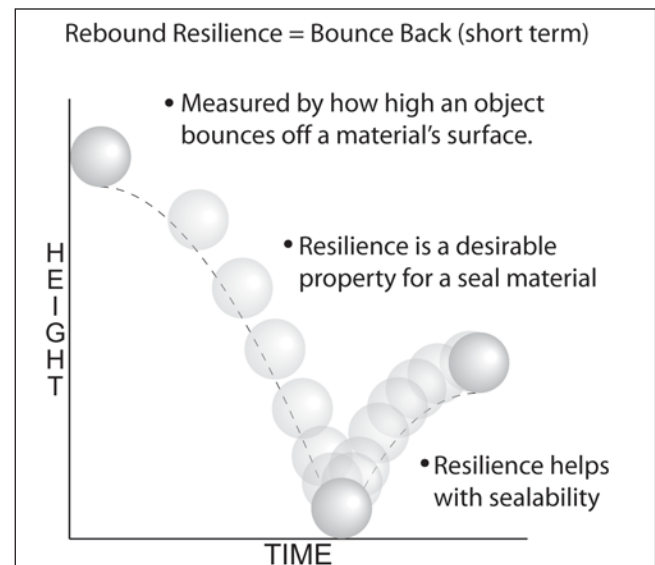 Rebound Resilience = Bounce Back (short term)
• Measured by how high an object
bounces off a material's surface.
• Resilience is a desirable
property for a seal material
HEIGHT
• Resilience helps
with sealability
TIME